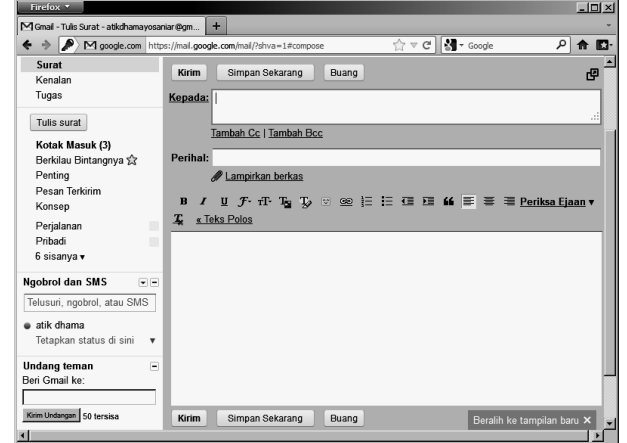 Firefox
Gmail - Tulis Surat - atikdhamayosaniar@gm...
google.com https://mail.google.com/mail/?shva=1#compose Google
Surat
Kenalan
Tugas
Tulis surat
Kotak Masuk (3)
Berkilau Bintangnya
Penting
Pesan Terkirim
Konsep
Perjalanan
Pribadi
6 sisanya
Ngobrol dan SMS
Telusuri, ngobrol, atau SMS
atik dhama
Tetapkan status di sini
Undang teman
Beri Gmail ke:
Kirim Undangan 50 tersisa
Kirim Simpan Sekarang Buang
Kepada:
Tambah Cc | Tambah Bcc
Perihal:
Lampirkan berkas
B I U Periksa Ejaan
« Teks Polos
Kirim Simpan Sekarang Buang
Beralih ke tampilan baru X